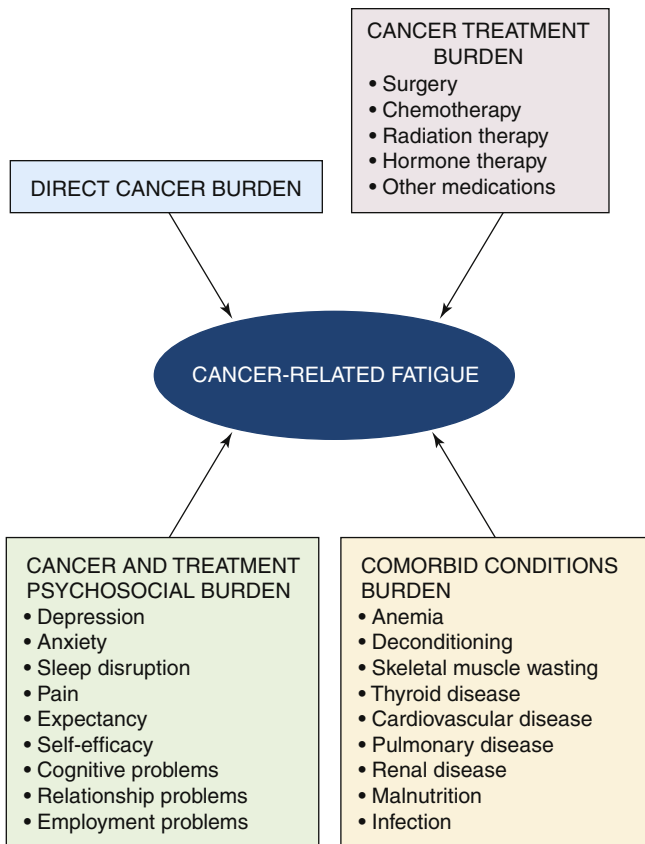 CANCER TREATMENT
BURDEN
• Surgery
• Chemotherapy
• Radiation therapy
• Hormone therapy
• Other medications
DIRECT CANCER BURDEN
CANCER-RELATED FATIGUE
CANCER AND TREATMENT
PSYCHOSOCIAL BURDEN
• Depression
• Anxiety
• Sleep disruption
• Pain
• Expectancy
• Self-efficacy
• Cognitive problems
• Relationship problems
• Employment problems
COMORBID CONDITIONS
BURDEN
• Anemia
• Deconditioning
• Skeletal muscle wasting
• Thyroid disease
• Cardiovascular disease
• Pulmonary disease
• Renal disease
• Malnutrition
• Infection